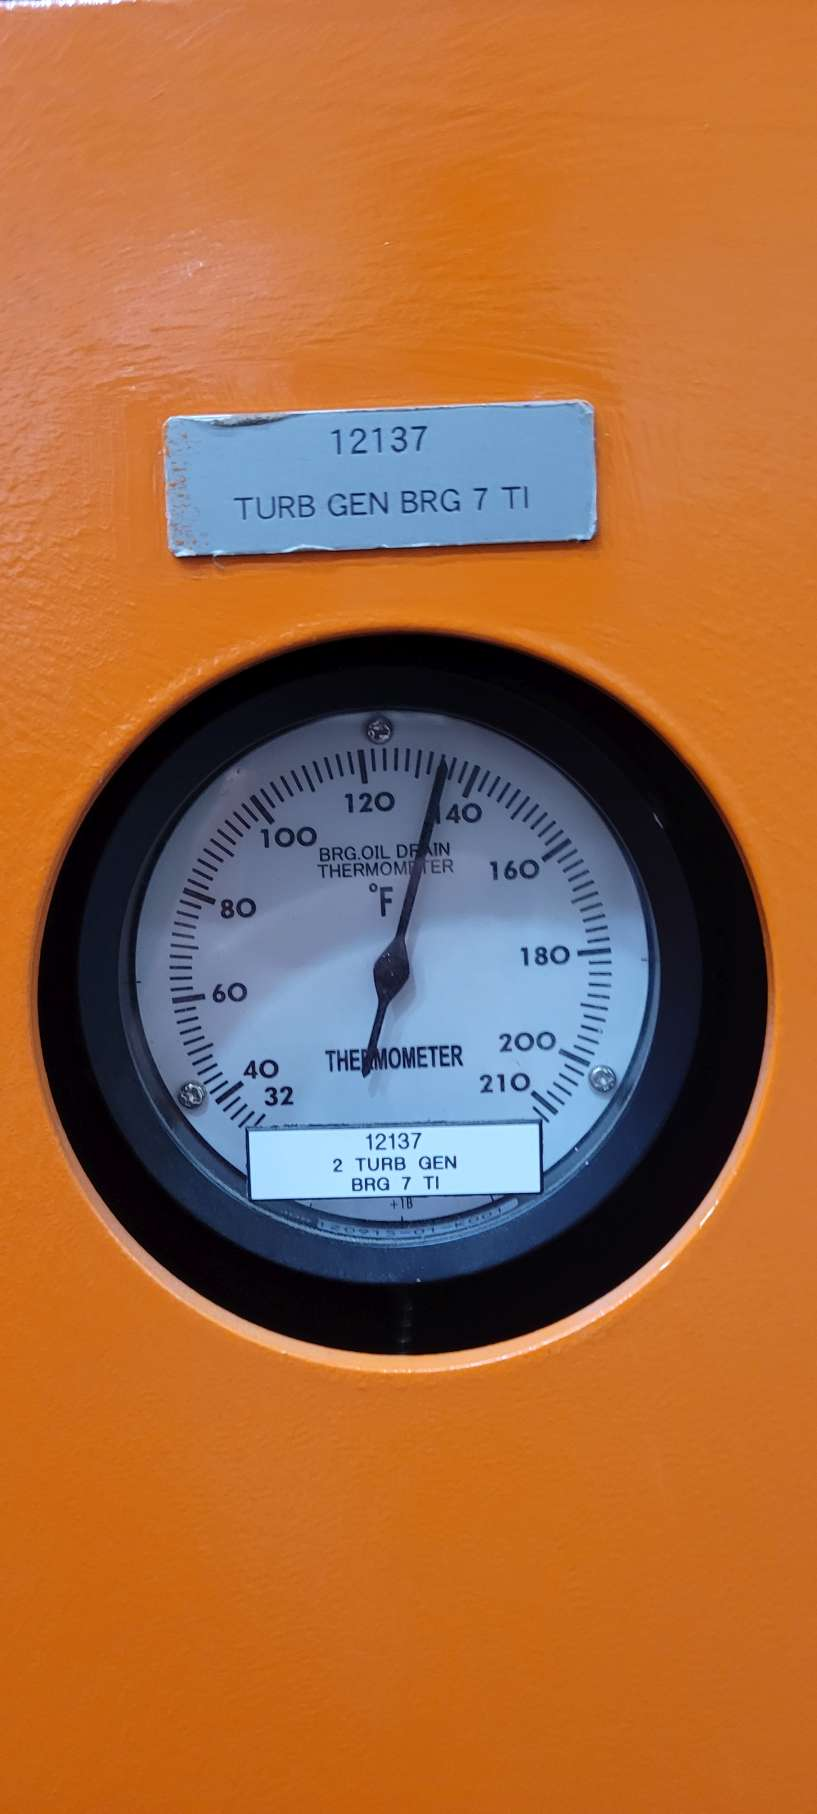 12137
TURB GEN BRG 7 TI
120
140
100
BRG.OIL DRAIN
THERMOMETER
160
°F
80
180
60
200
THERMOMETER
40
32
210
12137
2 TURB GEN
BRG 7 TI
+1B